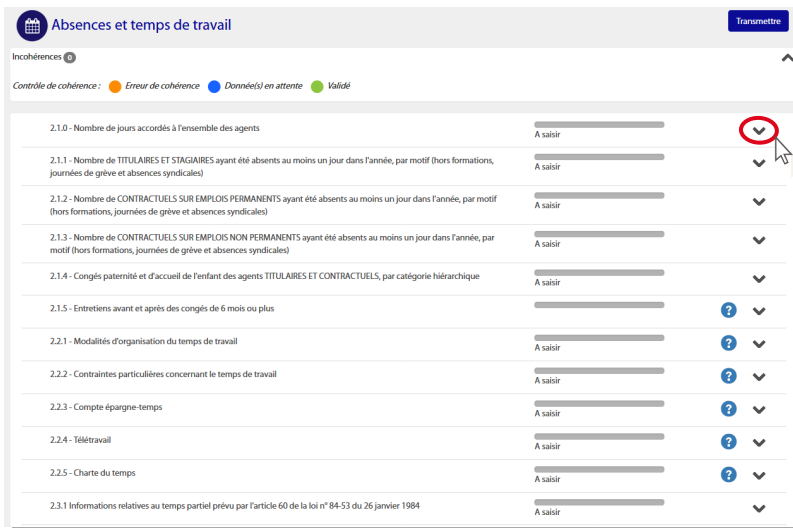 Absences et temps de travail
Transmettre
Incohérences 0
Contrôle de cohérence : Erreur de cohérence Donnée(s) en attente Validé
2.1.0 - Nombre de jours accordés à l'ensemble des agents
A saisir
2.1.1 - Nombre de TITULAIRES ET STAGIAIRES ayant été absents au moins un jour dans l'année, par motif (hors formations,
journées de grève et absences syndicales)
A saisir
2.1.2 - Nombre de CONTRACTUELS SUR EMPLOIS PERMANENTS ayant été absents au moins un jour dans l'année, par motif
(hors formations, journées de grève et absences syndicales)
A saisir
2.1.3 - Nombre de CONTRACTUELS SUR EMPLOIS NON PERMANENTS ayant été absents au moins un jour dans l'année, par
motif (hors formations, journées de grève et absences syndicales)
A saisir
2.1.4 - Congés paternité et d'accueil de l'enfant des agents TITULAIRES ET CONTRACTUELS, par catégorie hiérarchique
A saisir
2.1.5 - Entretiens avant et après des congés de 6 mois ou plus
?
2.2.1 - Modalités d'organisation du temps de travail
A saisir
?
2.2.2 - Contraintes particulières concernant le temps de travail
A saisir
?
2.2.3 - Compte épargne-temps
A saisir
?
2.2.4 - Télétravail
A saisir
?
2.2.5 - Charte du temps
A saisir
?
2.3.1 Informations relatives au temps partiel prévu par l'article 60 de la loi n° 84-53 du 26 janvier 1984
A saisir